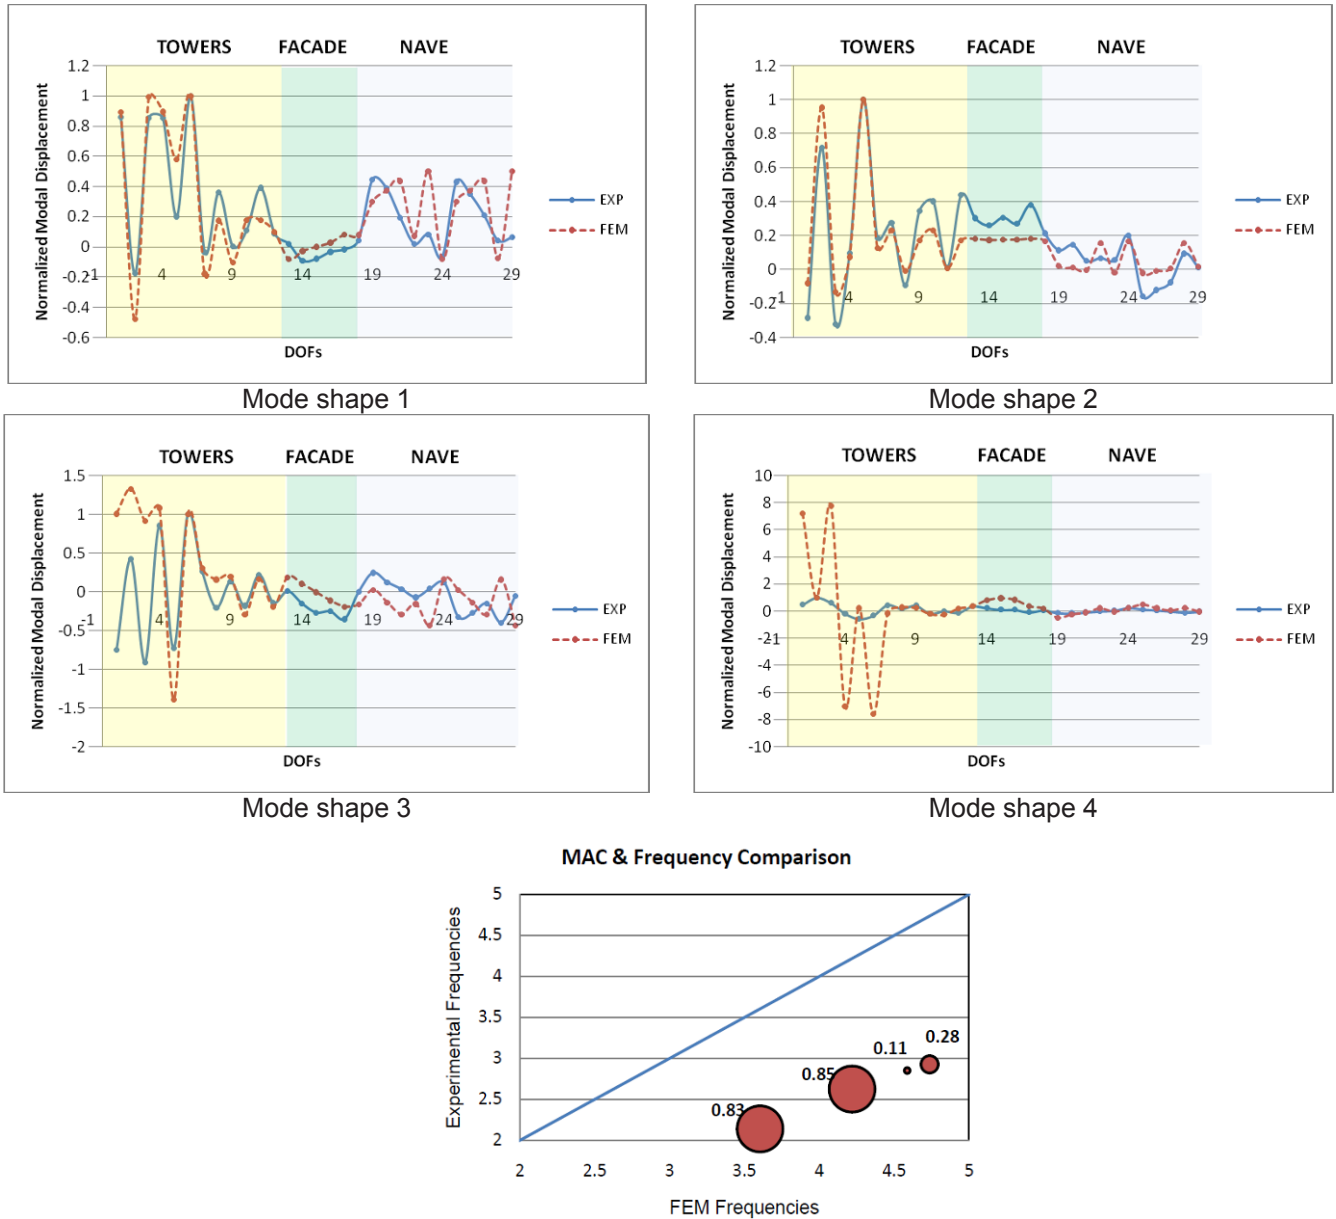 TOWERS FACADE NAVE
1.2
1
0.8
0.6
0.4
0.2
0
-0.2
-0.4
-0.6
-1 4 9 14 19 24 29
Normalized Modal Displacement
DOFs
EXP
FEM
Mode shape 1
TOWERS FACADE NAVE
1.2
1
0.8
0.6
0.4
0.2
0
-0.2
-0.4
-1 4 9 14 19 24 29
Normalized Modal Displacement
DOFs
EXP
FEM
Mode shape 2
TOWERS FACADE NAVE
1.5
1
0.5
0
-0.5
-1
-1.5
-2
-1 4 9 14 19 24 29
Normalized Modal Displacement
DOFs
EXP
FEM
Mode shape 3
TOWERS FACADE NAVE
10
8
6
4
2
0
-2
-4
-6
-8
-10
-1 4 9 14 19 24 29
Normalized Modal Displacement
DOFs
EXP
FEM
Mode shape 4
MAC & Frequency Comparison
5
4.5
4
3.5
3
2.5
2
Experimental Frequencies
0.83
0.85
0.11
0.28
2 2.5 3 3.5 4 4.5 5
FEM Frequencies